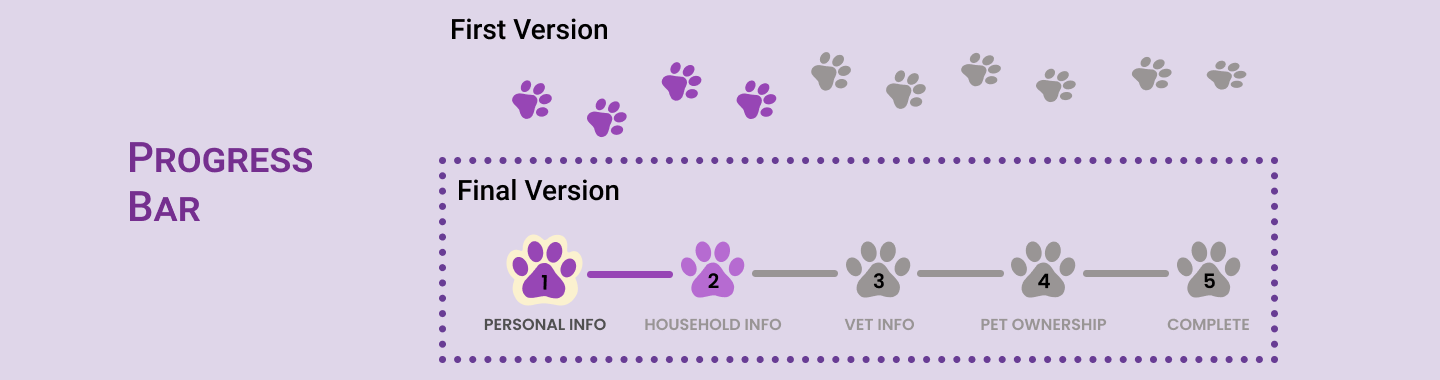 First Version
PROGRESS
BAR
Final Version
1 2 3 4 5
PERSONAL INFO HOUSEHOLD INFO VET INFO PET OWNERSHIP COMPLETE